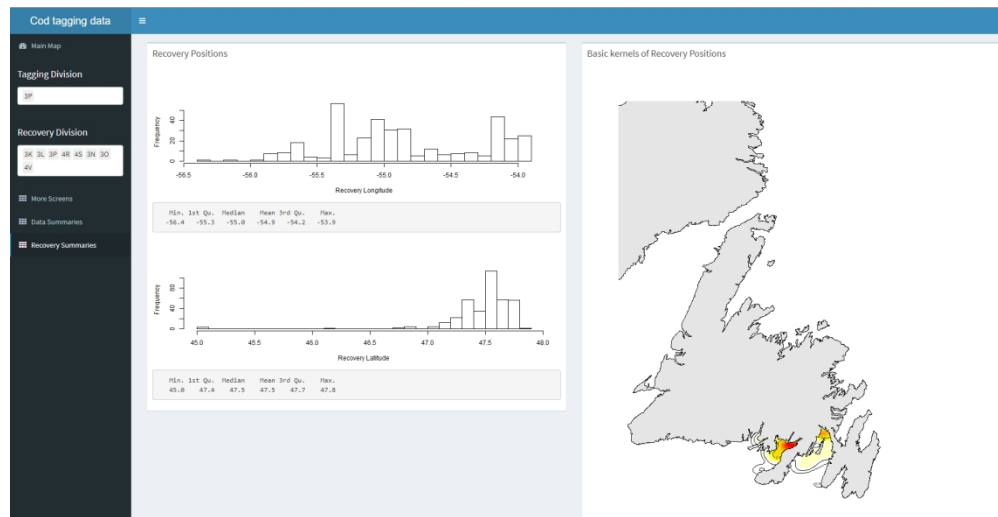 Cod tagging data
Main Map
Tagging Division
3P
Recovery Division
3K 3L 3P 4R 4S 3N 3O
4V
More Screens
Data Summaries
Recovery Summaries
Recovery Positions
Frequency
0 20 40
-56.5 -56.0 -55.5 -55.0 -54.5 -54.0
Recovery Longitude
Min. 1st Qu. Median Mean 3rd Qu. Max.
-56.4 -55.3 -55.0 -54.9 -54.2 -53.9
Frequency
0 40 80
45.0 45.5 46.0 46.5 47.0 47.5 48.0
Recovery Latitude
Min. 1st Qu. Median Mean 3rd Qu. Max.
45.0 47.4 47.5 47.5 47.7 47.8
Basic kernels of Recovery Positions